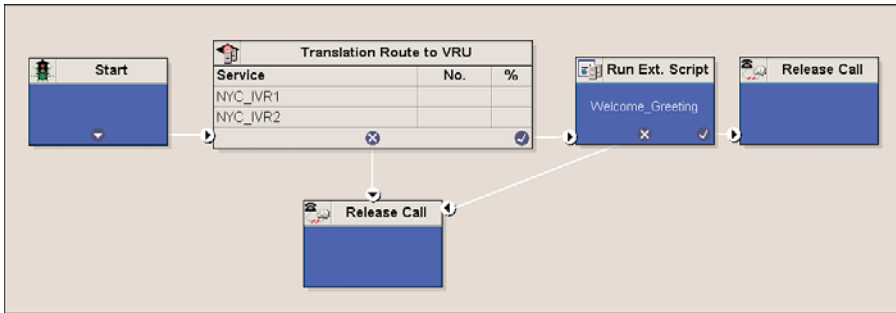 Start
Translation Route to VRU
Service No. %
NYC_IVR1
NYC_IVR2
Run Ext. Script
Welcome_Greeting
Release Call
Release Call